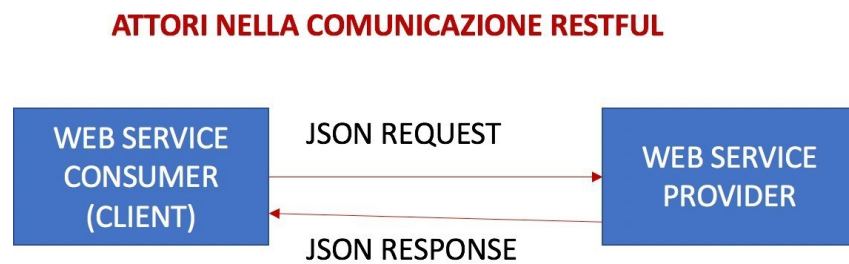 ATTORI NELLA COMUNICAZIONE RESTFUL
WEB SERVICE
CONSUMER
(CLIENT)
JSON REQUEST
JSON RESPONSE
WEB SERVICE
PROVIDER